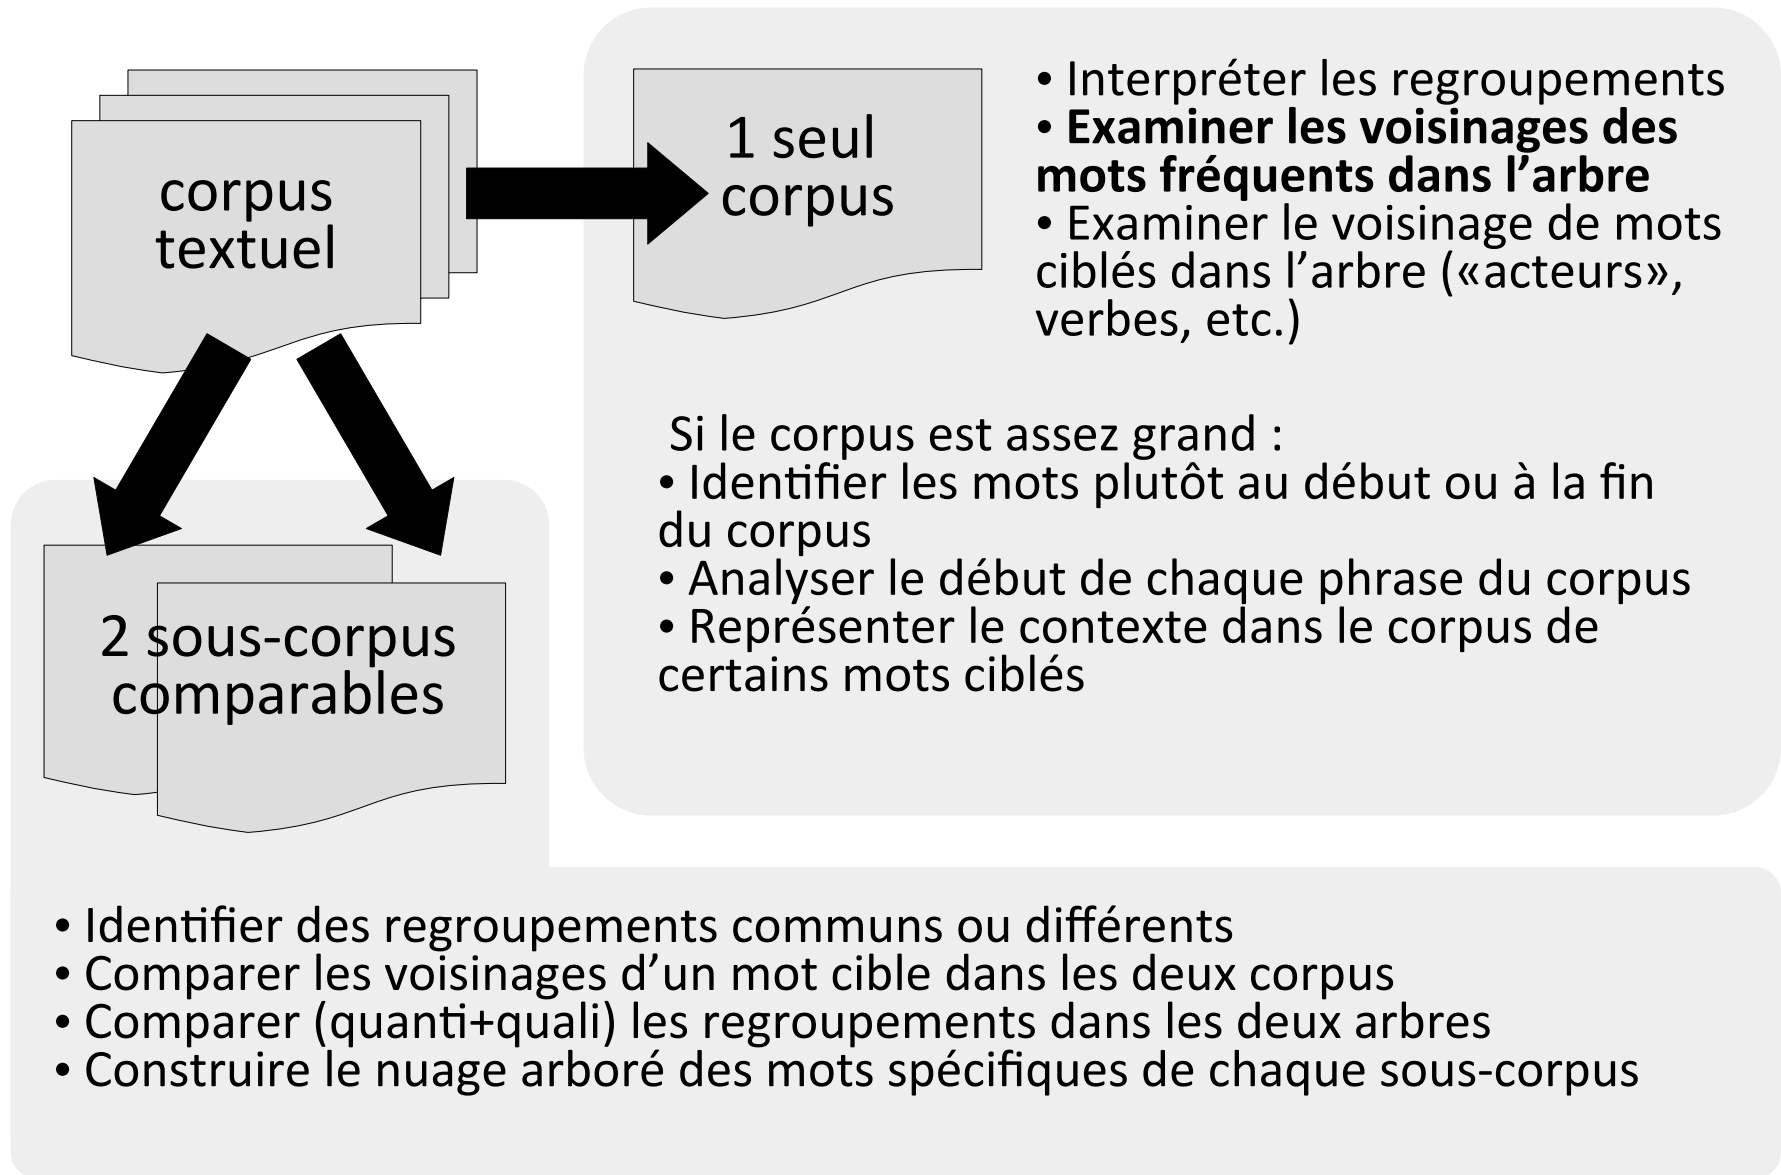 corpus
textuel
1 seul
corpus
• Interpréter les regroupements
• Examiner les voisinages des
mots fréquents dans l’arbre
• Examiner le voisinage de mots
ciblés dans l’arbre («acteurs»,
verbes, etc.)
Si le corpus est assez grand :
• Identifier les mots plutôt au début ou à la fin
du corpus
• Analyser le début de chaque phrase du corpus
• Représenter le contexte dans le corpus de
certains mots ciblés
2 sous-corpus
comparables
• Identifier des regroupements communs ou différents
• Comparer les voisinages d’un mot cible dans les deux corpus
• Comparer (quanti+quali) les regroupements dans les deux arbres
• Construire le nuage arboré des mots spécifiques de chaque sous-corpus